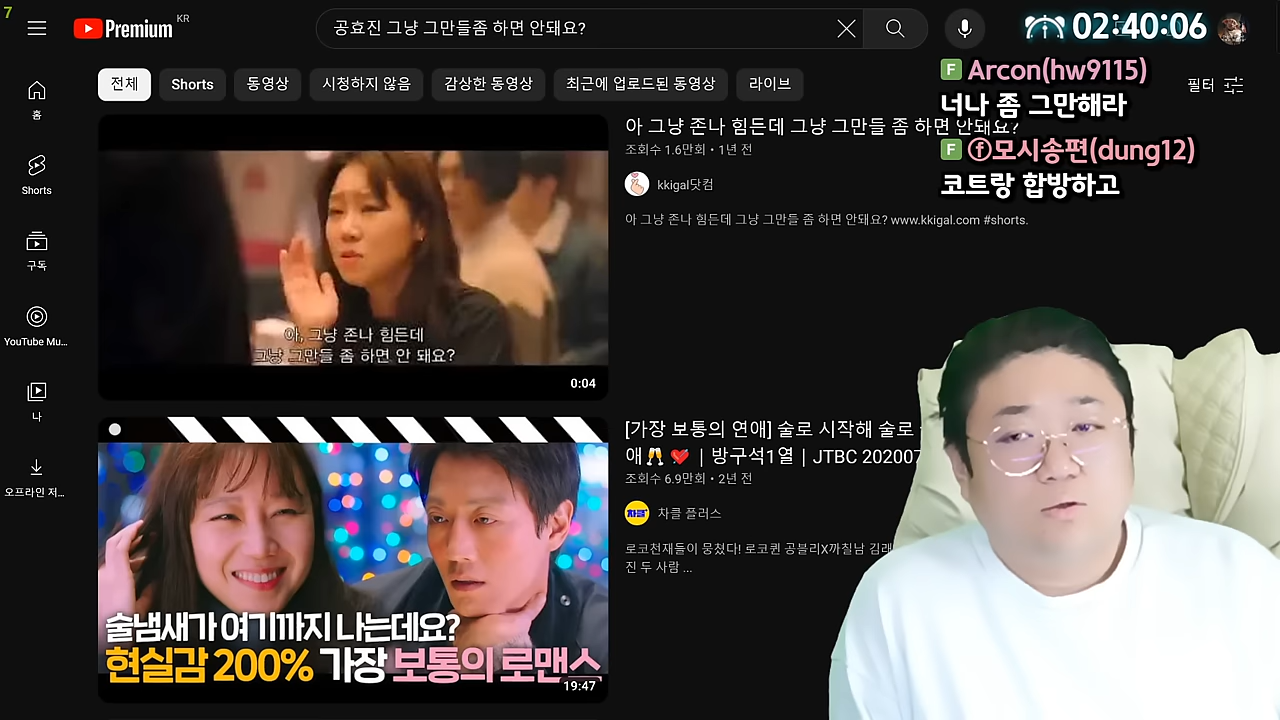 7
Premium KR
공효진 그냥 그만들좀 하면 안돼요?
02:40:06
전체
Shorts
동영상
시청하지 않음
감상한 동영상
최근에 업로드된 동영상
라이브
필터
Arcon(hw9115)
너나 좀 그만해라
ⓕ모시송편(dung12)
코트랑 합방하고
홈
Shorts
구독
YouTube Mu...
나
오프라인 저...
아, 그냥 존나 힘든데
그냥 그만들 좀 하면 안 돼요?
0:04
아 그냥 존나 힘든데 그냥 그만들 좀 하면 안돼요?
조회수 1.6만회 • 1년 전
kkigal닷컴
아 그냥 존나 힘든데 그냥 그만들 좀 하면 안돼요? www.kkigal.com #shorts.
술냄새가 여기까지 나는데요?
현실감 200% 가장 보통의 로맨스
19:47
[가장 보통의 연애] 술로 시작해 술로
애🥂 ❤️ | 방구석1열 | JTBC 202007
조회수 6.9만회 • 2년 전
차클
차클 플러스
로코천재들이 뭉쳤다! 로코퀸 공블리X까칠남 김래
진 두 사람 ...